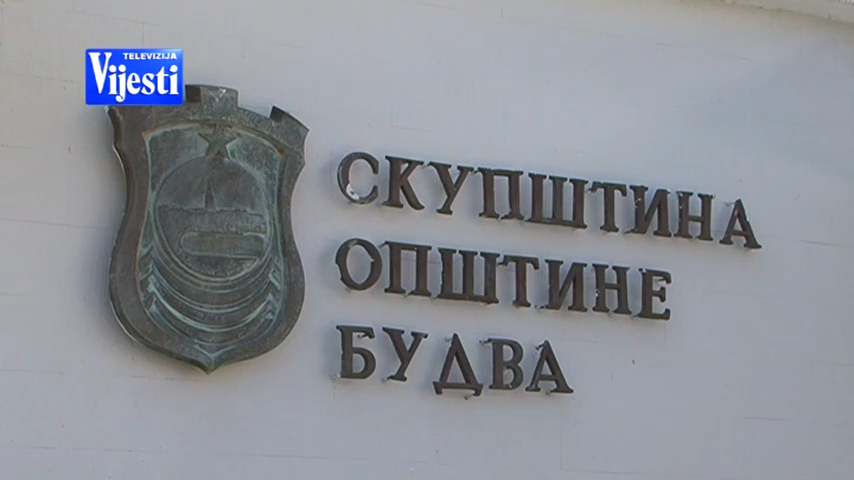 TELEVIZIJA
Vijesti
СКУПШТИНА
ОПШТИНЕ
БУДВА